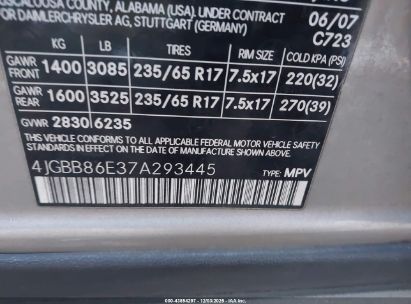 USCALOOSA COUNTY, ALABAMA (USA). UNDER CONTRACT
OR DAIMLERCHRYSLER AG, STUTTGART (GERMANY)
06/07
C723
KG LB TIRES RIM SIZE COLD KPA (PSI)
GAWR FRONT 1400 3085 235/65 R17 7.5x17 220(32)
GAWR REAR 1600 3525 235/65 R17 7.5x17 270(39)
GVWR 2830 6235
THIS VEHICLE CONFORMS TO ALL APPLICABLE FEDERAL MOTOR VEHICLE
SAFETY STANDARDS IN EFFECT ON THE DATE OF MANUFACTURE SHOWN ABOVE.
4JGBB86E37A293445 TYPE: MPV